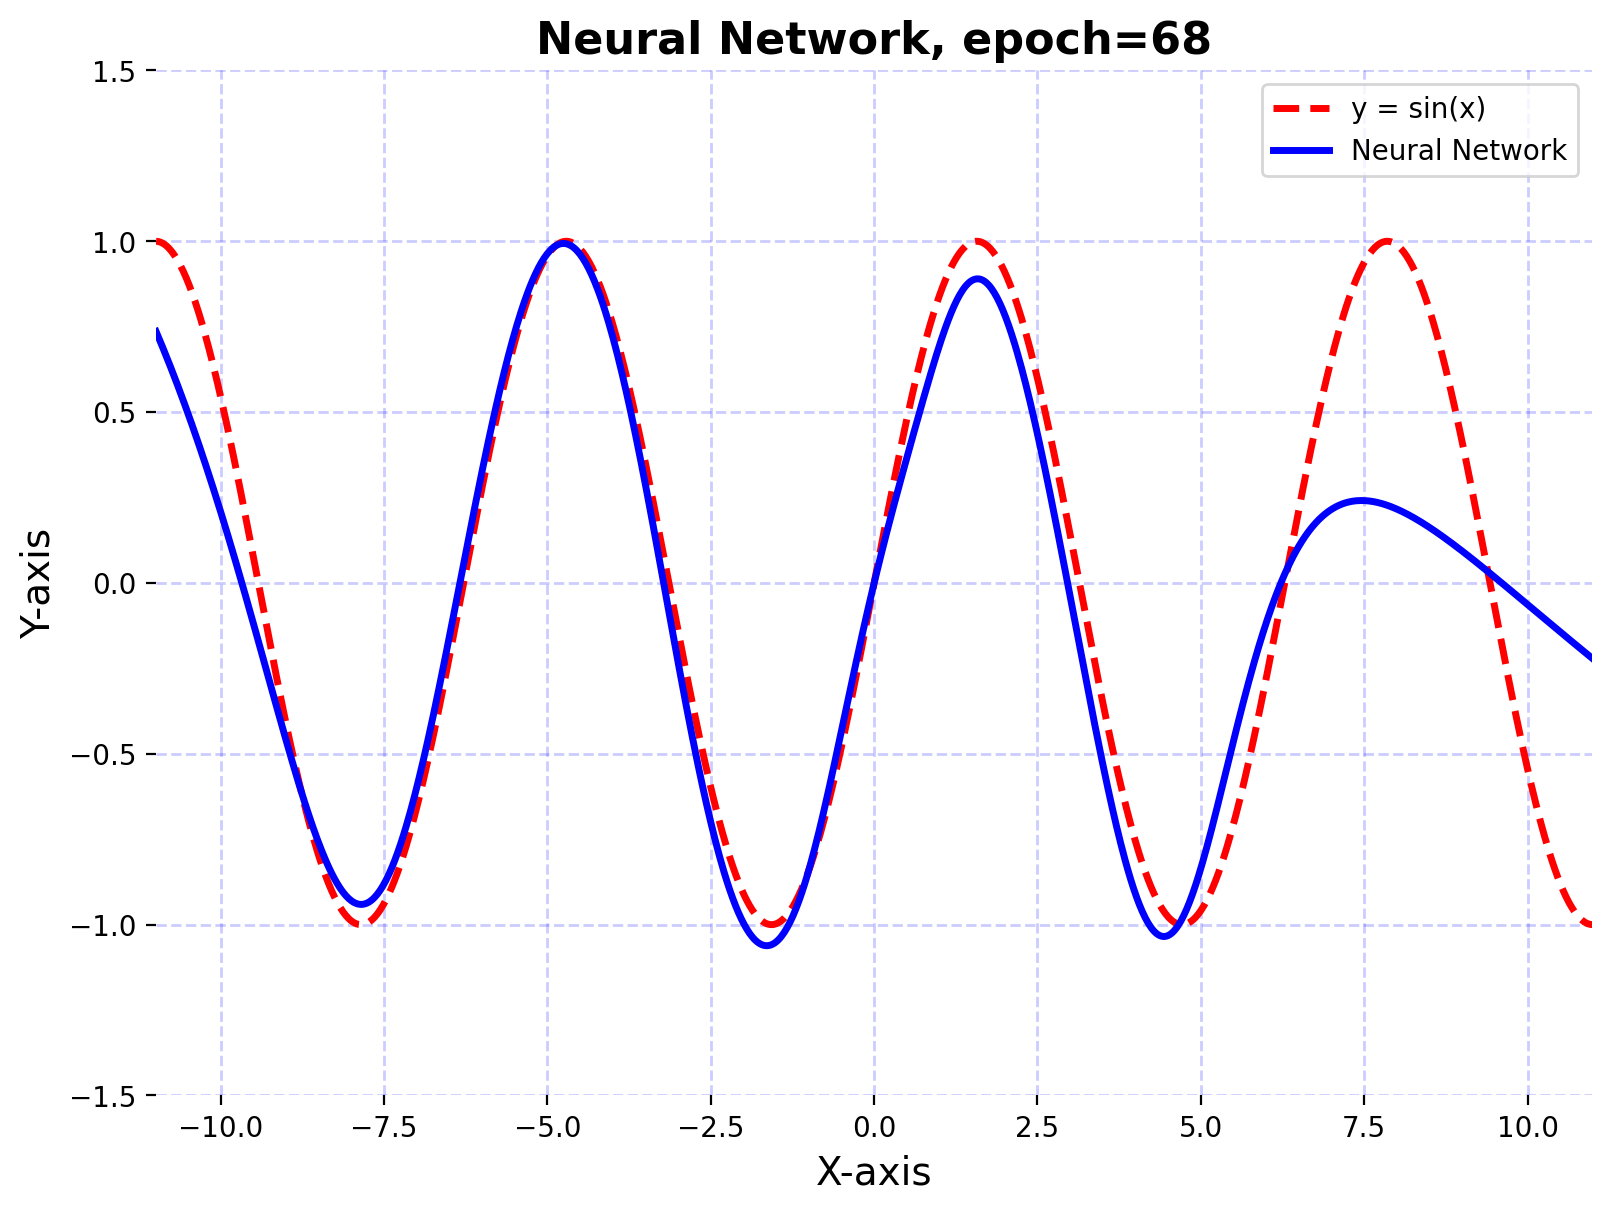 Neural Network, epoch=68
1.5
1.0
0.5
0.0
−0.5
−1.0
−1.5
Y-axis
y = sin(x)
Neural Network
−10.0 −7.5 −5.0 −2.5 0.0 2.5 5.0 7.5 10.0
X-axis